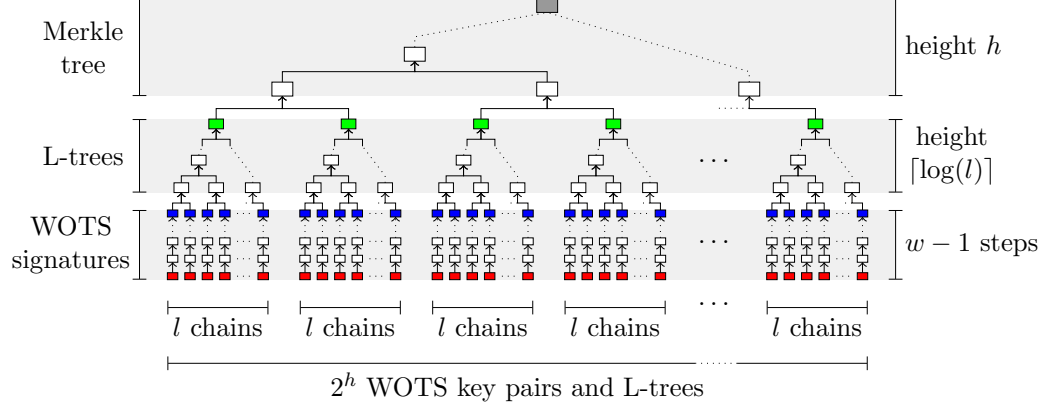 Merkle
tree
height h
L-trees
· · ·
height
⌈log(l)⌉
WOTS
signatures
· · ·
w − 1 steps
· · ·
l chains
l chains
l chains
l chains
l chains
2^h WOTS key pairs and L-trees